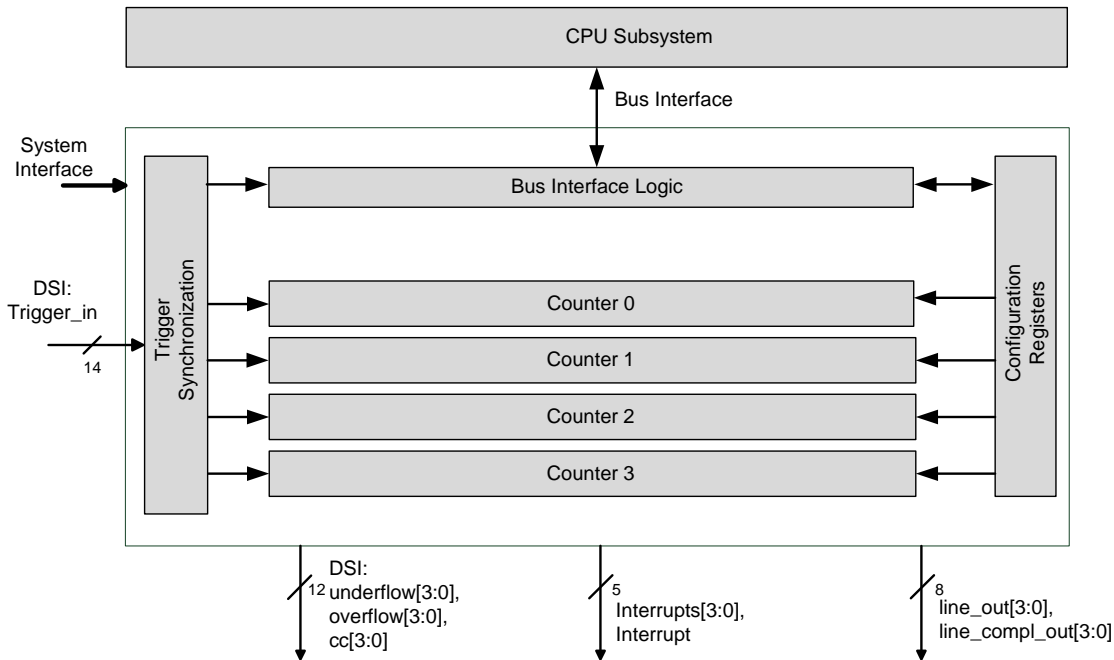 CPU Subsystem
Bus Interface
System
Interface
Bus Interface Logic
Trigger
Synchronization
Configuration
Registers
DSI:
Trigger_in
14
Counter 0
Counter 1
Counter 2
Counter 3
12
DSI:
underflow[3:0],
overflow[3:0],
cc[3:0]
5
Interrupts[3:0],
Interrupt
8
line_out[3:0],
line_compl_out[3:0]